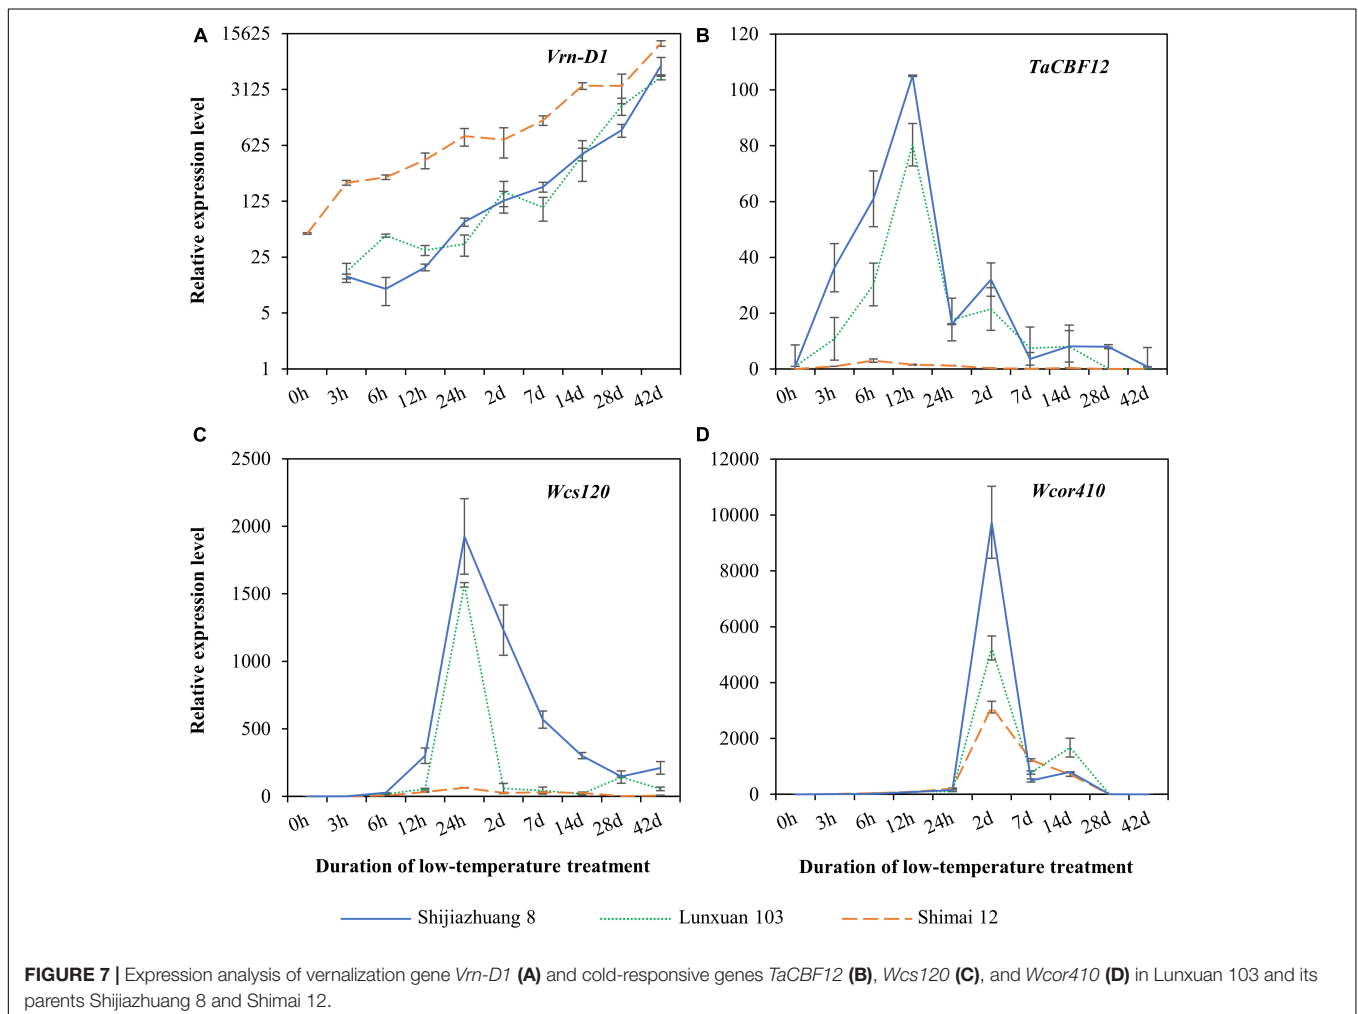 A
Vrn-D1
Relative expression level
15625
3125
625
125
25
5
1
0h 3h 6h 12h 24h 2d 7d 14d 28d 42d
B
TaCBF12
120
100
80
60
40
20
0
0h 3h 6h 12h 24h 2d 7d 14d 28d 42d
C
Wcs120
Relative expression level
2500
2000
1500
1000
500
0
0h 3h 6h 12h 24h 2d 7d 14d 28d 42d
Duration of low-temperature treatment
D
Wcor410
12000
10000
8000
6000
4000
2000
0
0h 3h 6h 12h 24h 2d 7d 14d 28d 42d
Duration of low-temperature treatment
Shijiazhuang 8 Lunxuan 103 Shimai 12
FIGURE 7 | Expression analysis of vernalization gene Vrn-D1 (A) and cold-responsive genes TaCBF12 (B), Wcs120 (C), and Wcor410 (D) in Lunxuan 103 and its
parents Shijiazhuang 8 and Shimai 12.